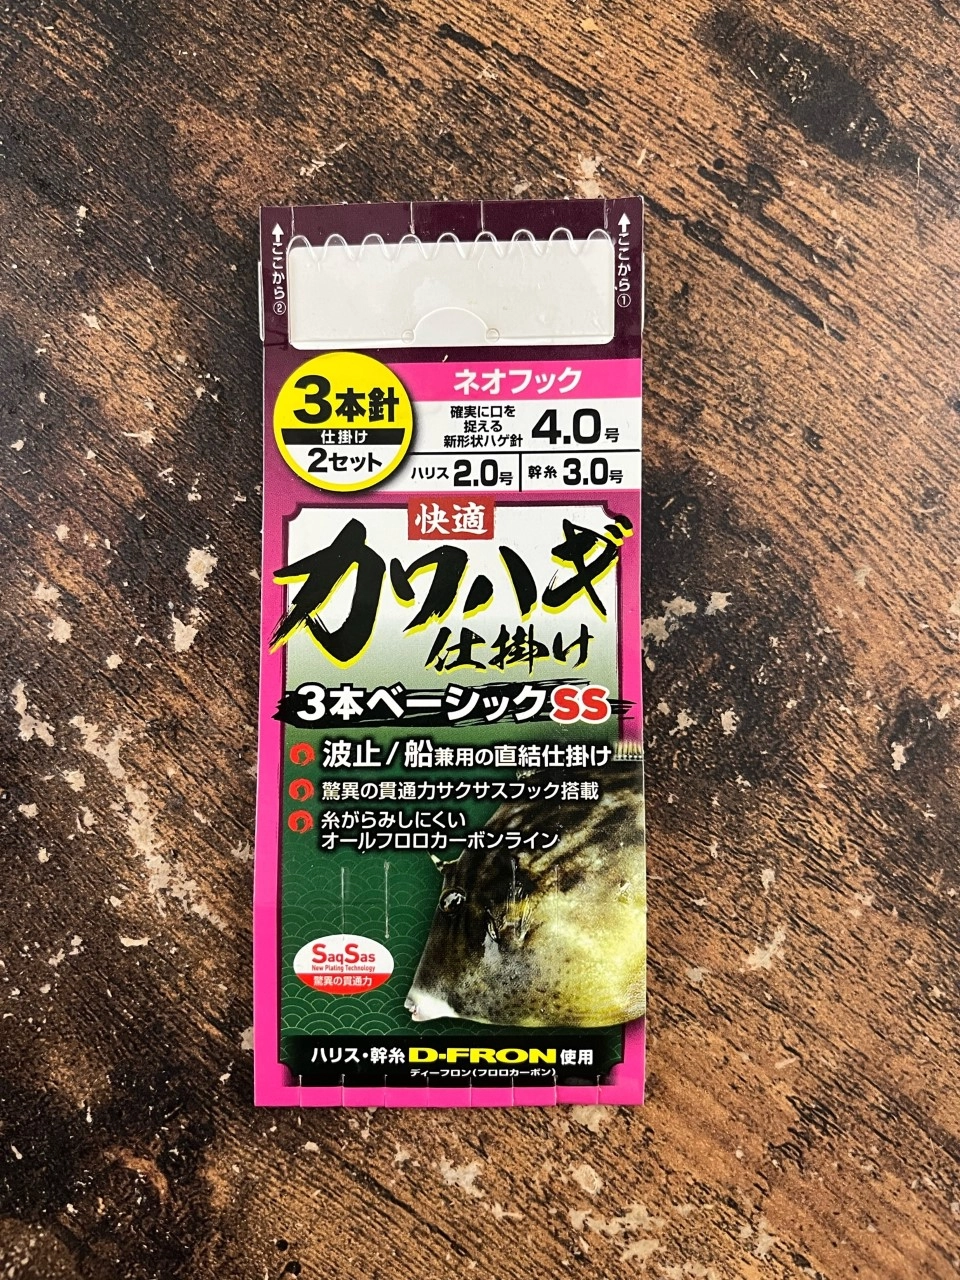 ここから②
ここから①
3本針
仕掛け
2セット
ネオフック
確実に口を
捉える
新形状ハゲ針
4.0号
ハリス2.0号
幹糸3.0号
快適
カワハギ
仕掛け
3本ベーシックSS
波止/船兼用の直結仕掛け
驚異の貫通力サクサスフック搭載
糸がらみしにくい
オールフロロカーボンライン
SaqSas
New Plating Technology
驚異の貫通力
ハリス・幹糸D-FRON使用
ディーフロン(フロロカーボン)